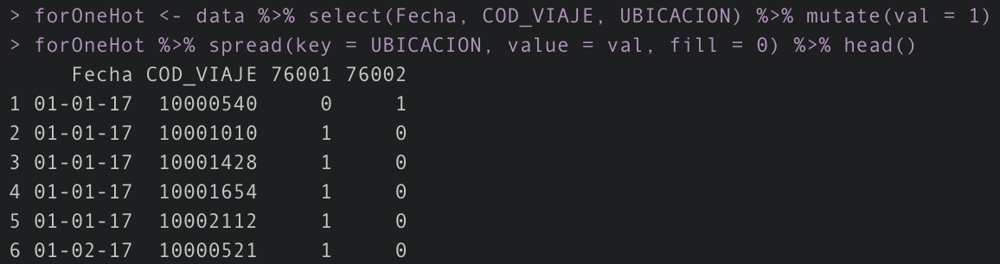 > forOneHot <- data %>% select(Fecha, COD_VIAJE, UBICACION) %>% mutate(val = 1)
> forOneHot %>% spread(key = UBICACION, value = val, fill = 0) %>% head()
     Fecha COD_VIAJE 76001 76002
1 01-01-17  10000540     0     1
2 01-01-17  10001010     1     0
3 01-01-17  10001428     1     0
4 01-01-17  10001654     1     0
5 01-01-17  10002112     1     0
6 01-02-17  10000521     1     0